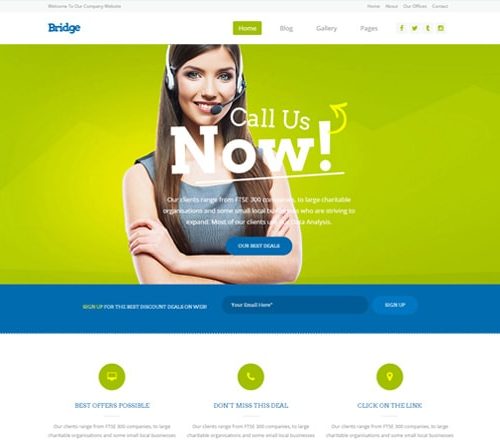 Welcome To Our Company Website
Home About Our Offices Contact
Bridge
Home Blog Gallery Pages
Call Us
Now!
Our clients range from FTSE 300 companies, to large charitable
organisations and some small local businesses who are striving to
expand. Most of our clients use Data Analysis.
OUR BEST DEALS
SIGN UP FOR THE BEST DISCOUNT DEALS ON WEB!
"Your Email Here"
SIGN UP
BEST OFFERS POSSIBLE
Our clients range from FTSE 300 companies, to large
charitable organisations and some small local businesses
DON'T MISS THIS DEAL
Our clients range from FTSE 300 companies, to large
charitable organisations and some small local businesses
CLICK ON THE LINK
Our clients range from FTSE 300 companies, to large
charitable organisations and some small local businesses